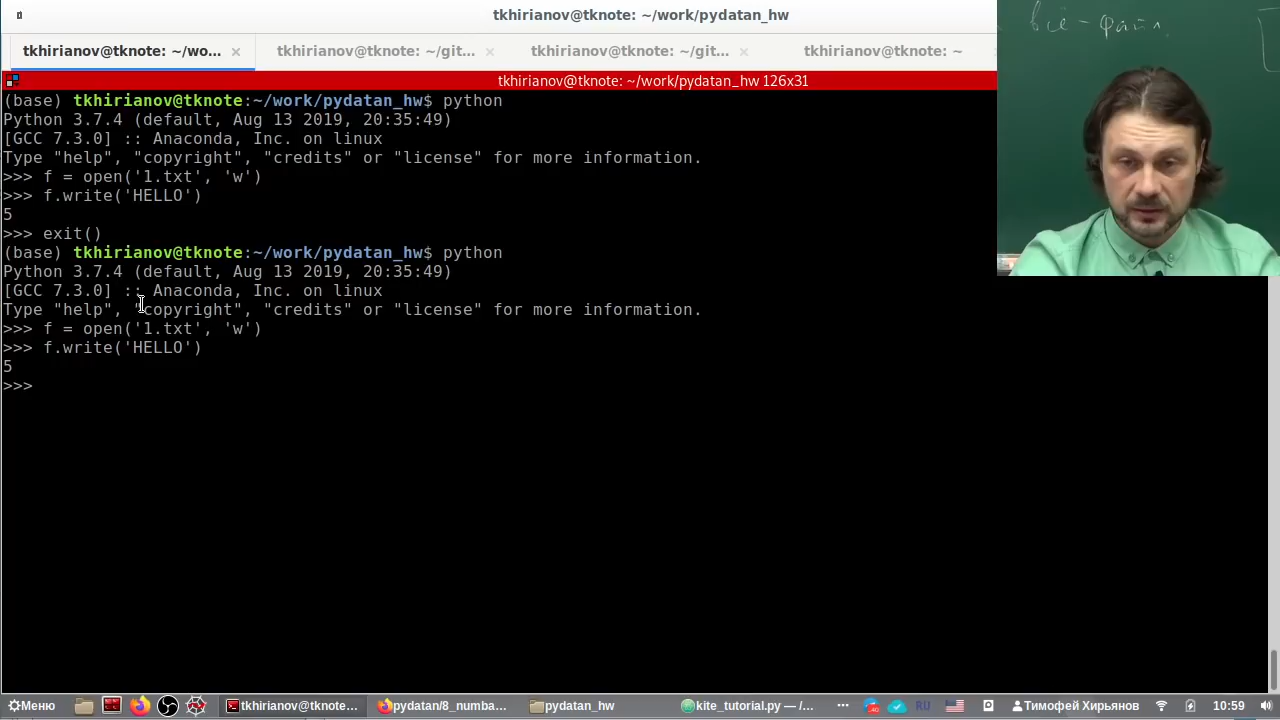 tkhirianov@tknote: ~/work/pydatan_hw
всё - файл
tkhirianov@tknote: ~/wo...
tkhirianov@tknote: ~/git...
tkhirianov@tknote: ~/git...
tkhirianov@tknote: ~
tkhirianov@tknote: ~/work/pydatan_hw 126x31
(base) tkhirianov@tknote:~/work/pydatan_hw$ python
Python 3.7.4 (default, Aug 13 2019, 20:35:49)
[GCC 7.3.0] :: Anaconda, Inc. on linux
Type "help", "copyright", "credits" or "license" for more information.
>>> f = open('1.txt', 'w')
>>> f.write('HELLO')
5
>>> exit()
(base) tkhirianov@tknote:~/work/pydatan_hw$ python
Python 3.7.4 (default, Aug 13 2019, 20:35:49)
[GCC 7.3.0] :: Anaconda, Inc. on linux
Type "help", "copyright", "credits" or "license" for more information.
>>> f = open('1.txt', 'w')
>>> f.write('HELLO')
5
>>>
Меню
tkhirianov@tknote...
pydatan/8_numba...
pydatan_hw
kite_tutorial.py — /...
RU
Тимофей Хирьянов
10:59